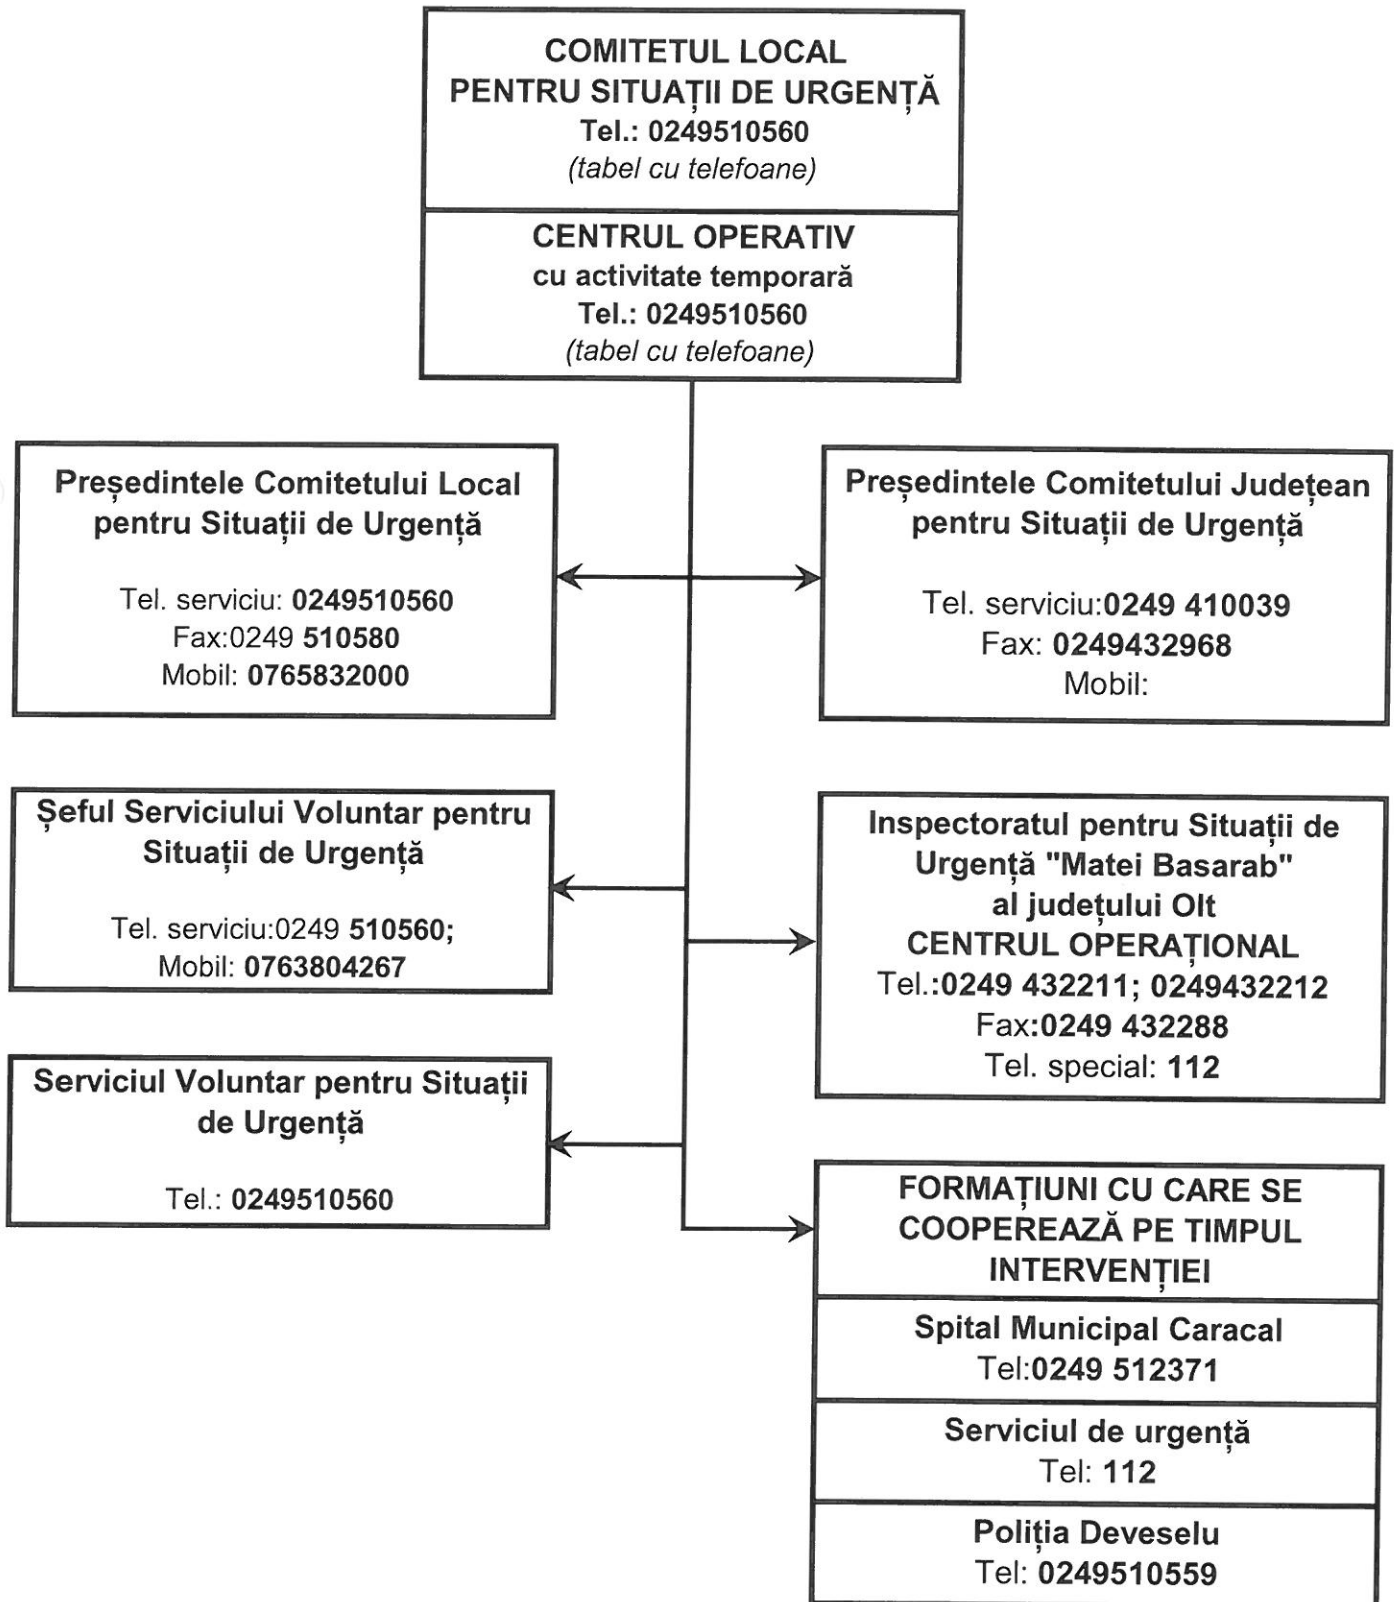 COMITETUL LOCAL
PENTRU SITUAȚII DE URGENȚĂ
Tel.: 0249510560
(tabel cu telefoane)
CENTRUL OPERATIV
cu activitate temporară
Tel.: 0249510560
(tabel cu telefoane)
Președintele Comitetului Local
pentru Situații de Urgență
Tel. serviciu: 0249510560
Fax:0249 510580
Mobil: 0765832000
Președintele Comitetului Județean
pentru Situații de Urgență
Tel. serviciu:0249 410039
Fax: 0249432968
Mobil:
Șeful Serviciului Voluntar pentru
Situații de Urgență
Tel. serviciu:0249 510560;
Mobil: 0763804267
Inspectoratul pentru Situații de
Urgență "Matei Basarab"
al județului Olt
CENTRUL OPERAȚIONAL
Tel.:0249 432211; 0249432212
Fax:0249 432288
Tel. special: 112
Serviciul Voluntar pentru Situații
de Urgență
Tel.: 0249510560
FORMAȚIUNI CU CARE SE
COOPEREAZĂ PE TIMPUL
INTERVENȚIEI
Spital Municipal Caracal
Tel:0249 512371
Serviciul de urgență
Tel: 112
Poliția Deveselu
Tel: 0249510559